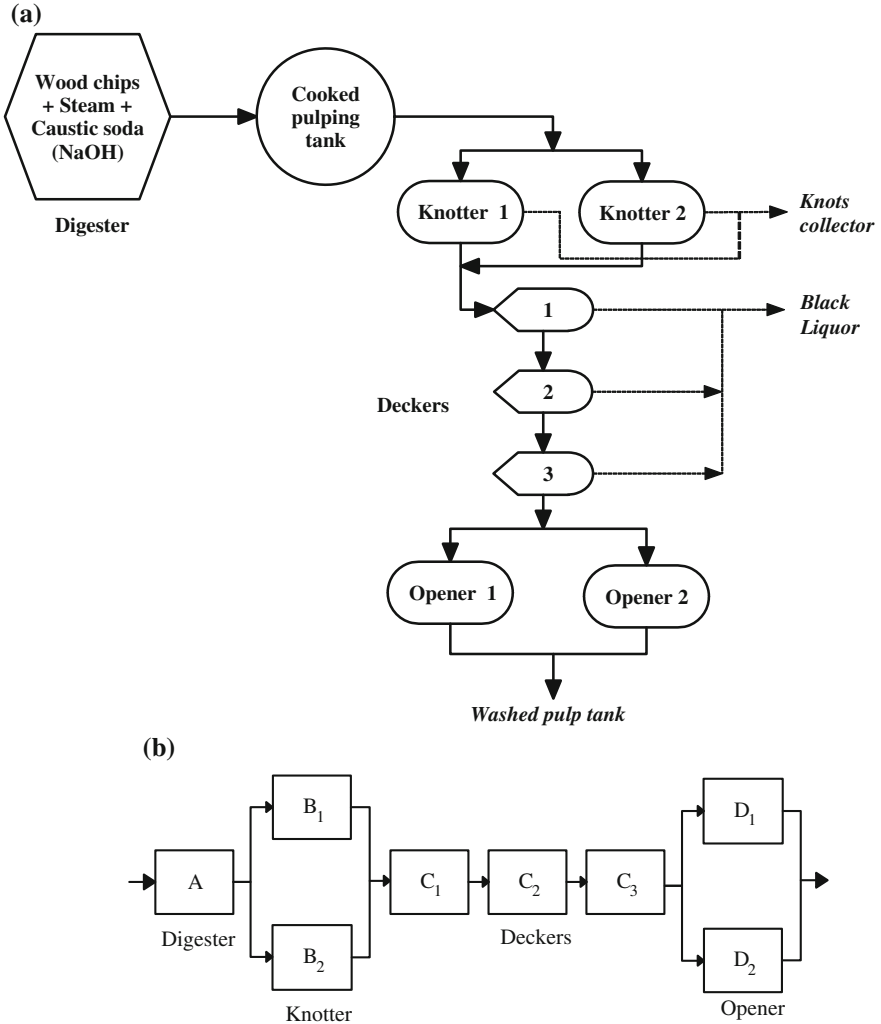 (a)
Wood chips
+ Steam +
Caustic soda
(NaOH)
Digester
Cooked
pulping
tank
Knotter 1
Knotter 2
Knots
collector
1
Black
Liquor
2
Deckers
3
Opener 1
Opener 2
Washed pulp tank
(b)
A
Digester
B1
B2
Knotter
C1
C2
C3
Deckers
D1
D2
Opener